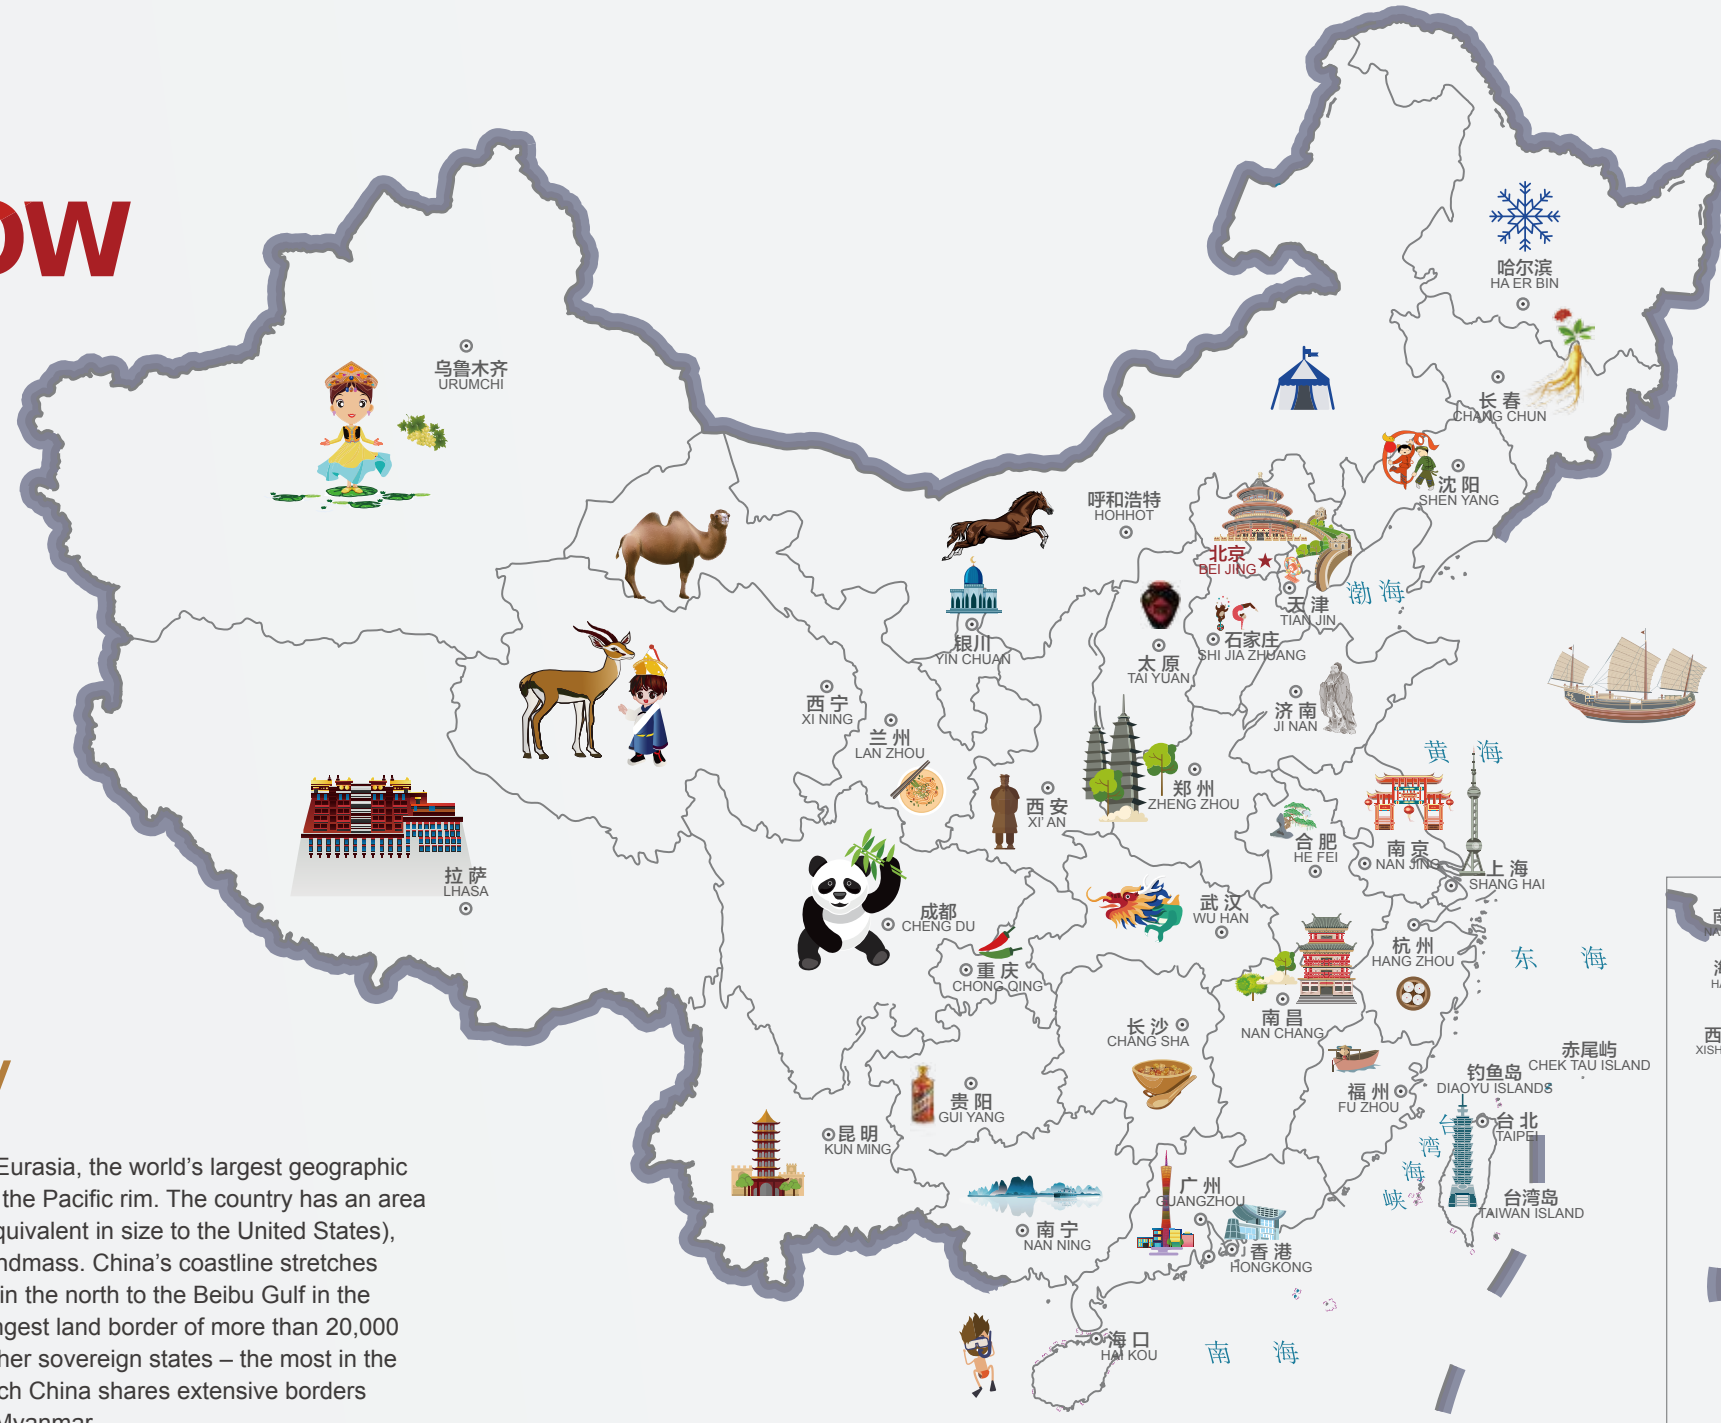 OW
乌鲁木齐
URUMCHI
哈尔滨
HA ER BIN
长春
CHANG CHUN
沈阳
SHEN YANG
呼和浩特
HOHHOT
北京
BEI JING
天津
TIAN JIN
渤海
银川
YIN CHUAN
太原
TAI YUAN
石家庄
SHI JIA ZHUANG
西宁
XI NING
兰州
LAN ZHOU
济南
JI NAN
黄海
西安
XI' AN
郑州
ZHENG ZHOU
合肥
HE FEI
南京
NAN JING
上海
SHANG HAI
拉萨
LHASA
成都
CHENG DU
武汉
WU HAN
杭州
HANG ZHOU
东海
重庆
CHONG QING
南昌
NAN CHANG
长沙
CHANG SHA
赤尾屿
CHEK TAU ISLAND
钓鱼岛
DIAOYU ISLANDS
福州
FU ZHOU
贵阳
GUI YANG
昆明
KUN MING
台北
TAIPEI
台湾海峡
台湾岛
TAIWAN ISLAND
广州
GUANGZHOU
南宁
NAN NING
香港
HONGKONG
海口
HAI KOU
南海
西
XISH
Eurasia, the world's largest geographic
the Pacific rim. The country has an area
quivalent in size to the United States),
ndmass. China's coastline stretches
in the north to the Beibu Gulf in the
ngest land border of more than 20,000
her sovereign states – the most in the
ch China shares extensive borders
Myanmar